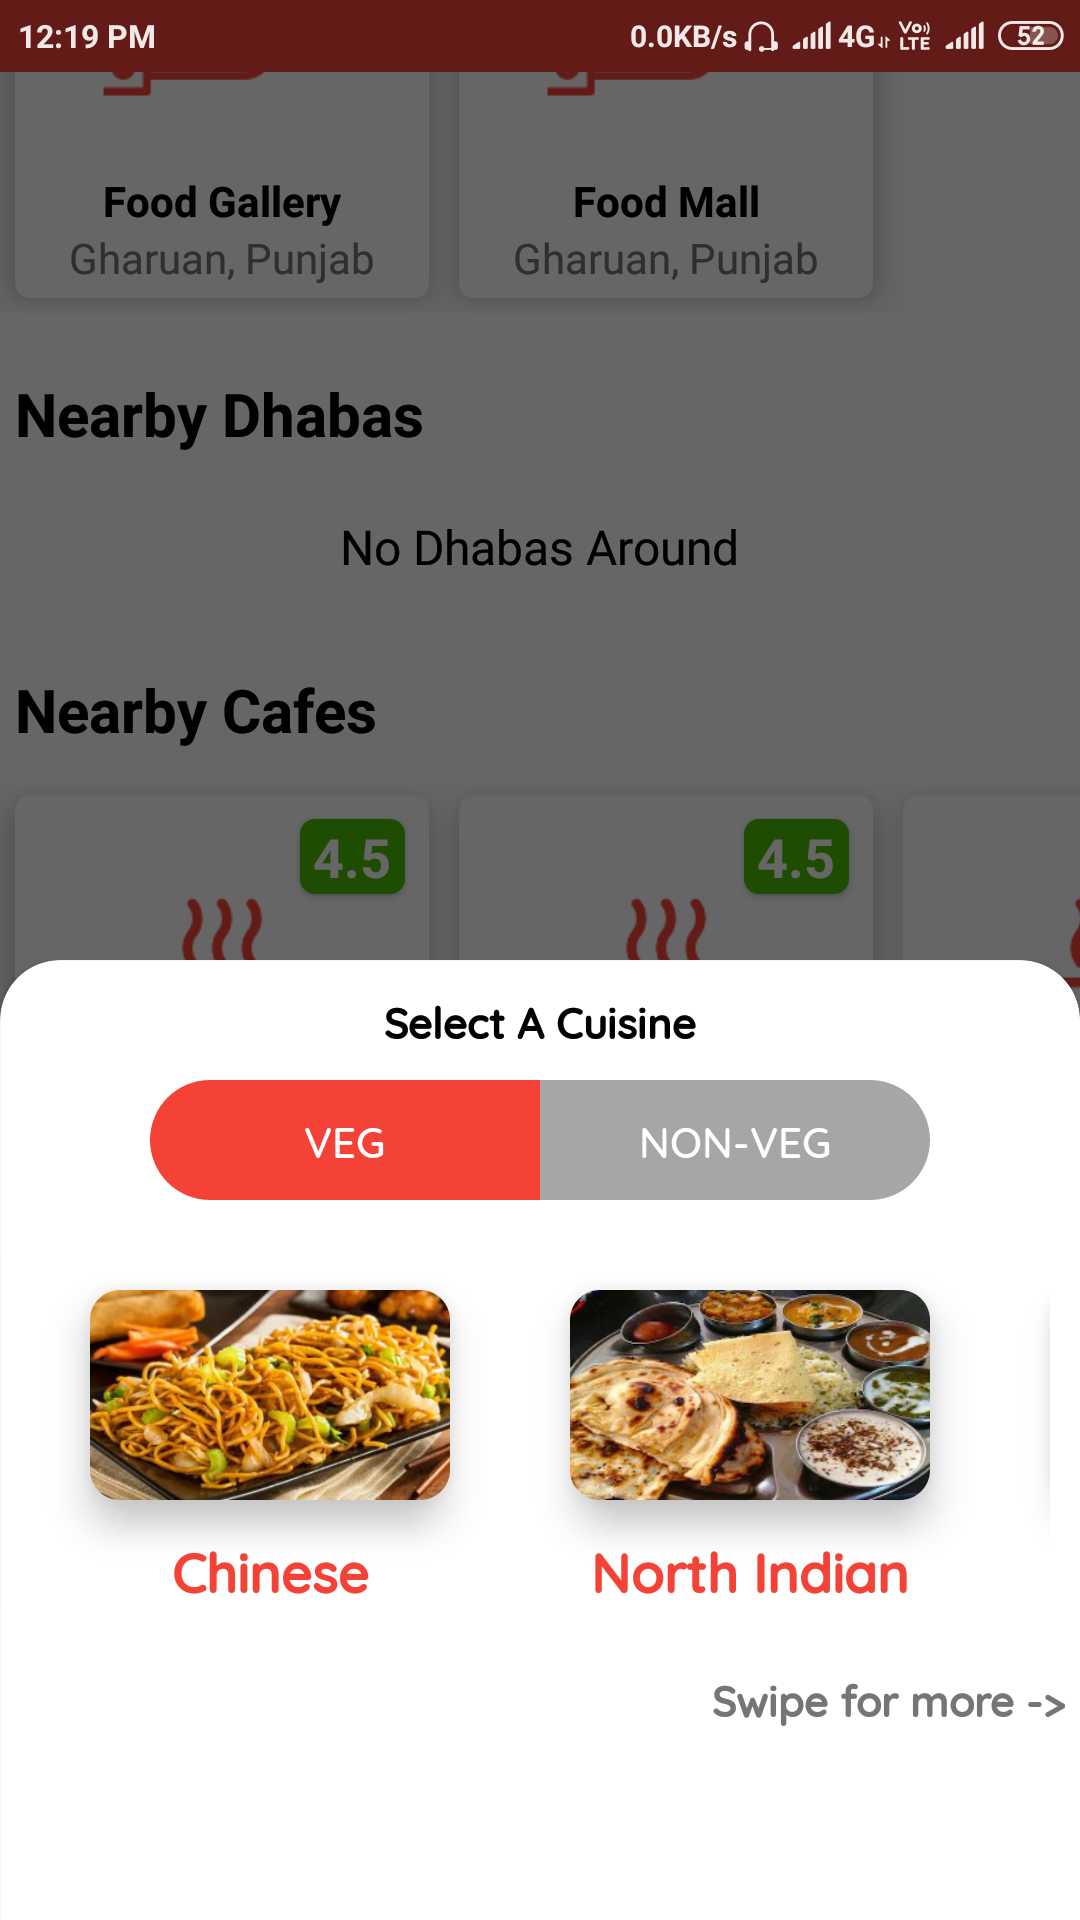 12:19 PM 0.0KB/s 4G Vo)) LTE 52
Food Gallery Food Mall
Gharuan, Punjab Gharuan, Punjab
Nearby Dhabas
No Dhabas Around
Nearby Cafes
4.5 4.5
Select A Cuisine
VEG NON-VEG
Chinese North Indian
Swipe for more ->